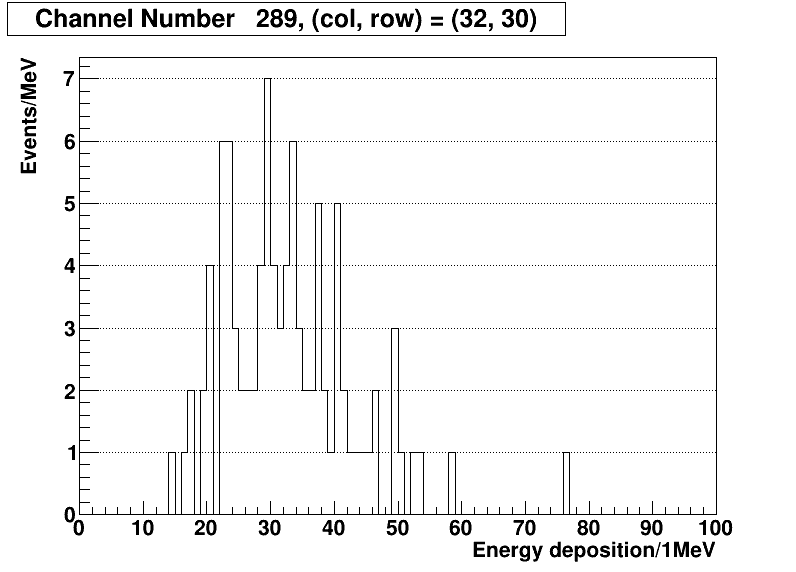 Channel Number 289, (col, row) = (32, 30)
Events/MeV
7
6
5
4
3
2
1
0
0 10 20 30 40 50 60 70 80 90 100
Energy deposition/1MeV